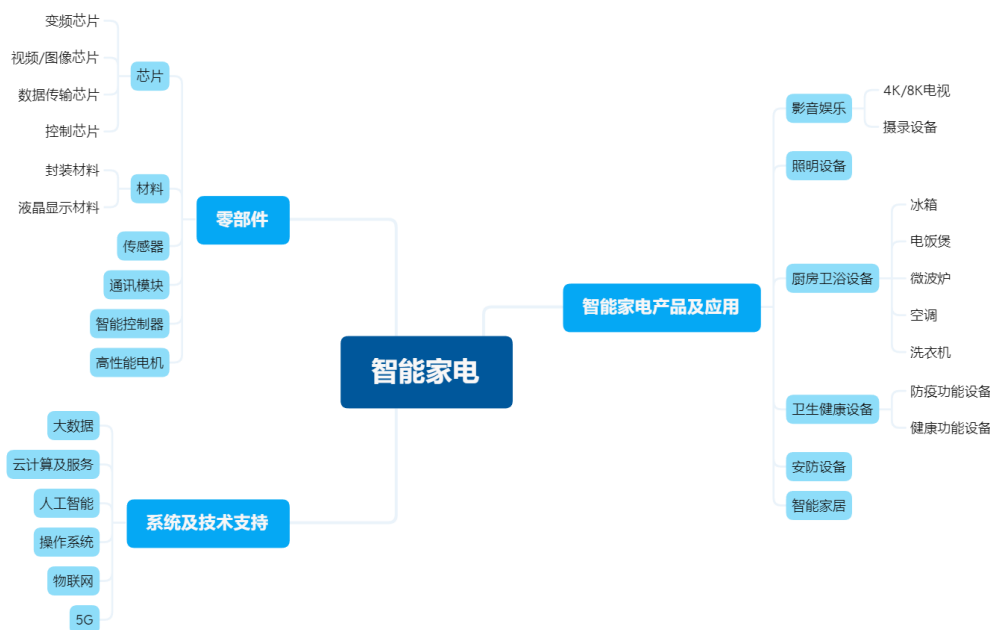 变频芯片
视频/图像芯片
数据传输芯片
控制芯片
芯片
封装材料
液晶显示材料
材料
传感器
通讯模块
智能控制器
高性能电机
零部件
大数据
云计算及服务
人工智能
操作系统
物联网
5G
系统及技术支持
智能家电
智能家电产品及应用
影音娱乐
4K/8K电视
摄录设备
照明设备
厨房卫浴设备
冰箱
电饭煲
微波炉
空调
洗衣机
卫生健康设备
防疫功能设备
健康功能设备
安防设备
智能家居